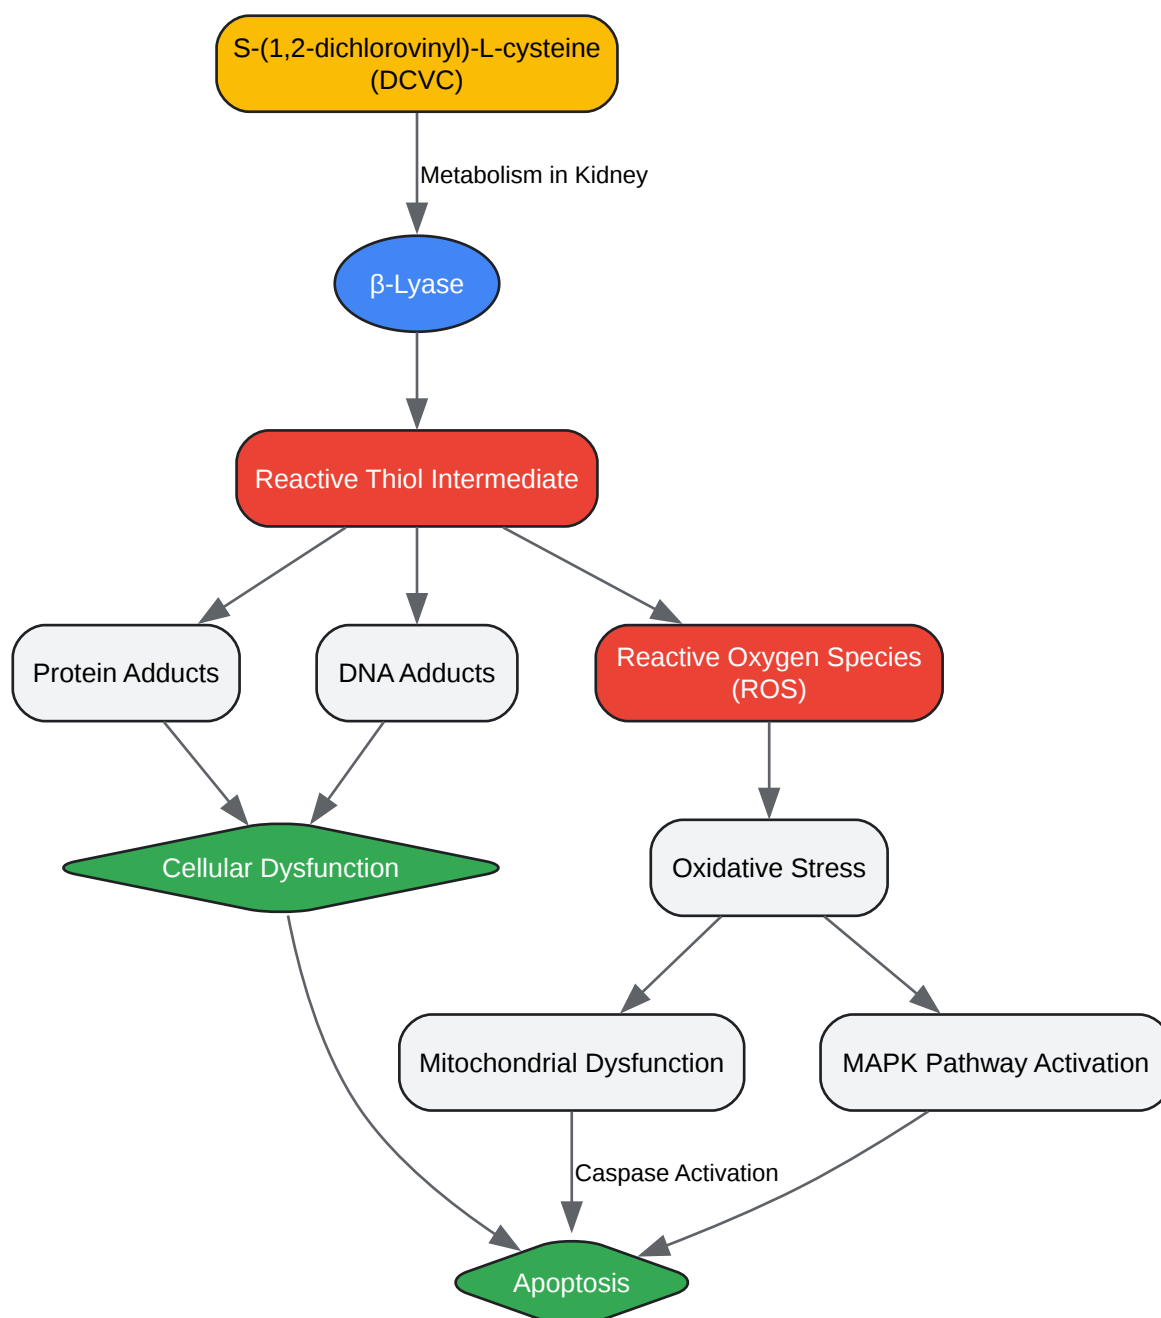 S-(1,2-dichlorovinyl)-L-cysteine
(DCVC)
Metabolism in Kidney
β-Lyase
Reactive Thiol Intermediate
Protein Adducts
DNA Adducts
Reactive Oxygen Species
(ROS)
Cellular Dysfunction
Oxidative Stress
Mitochondrial Dysfunction
MAPK Pathway Activation
Caspase Activation
Apoptosis